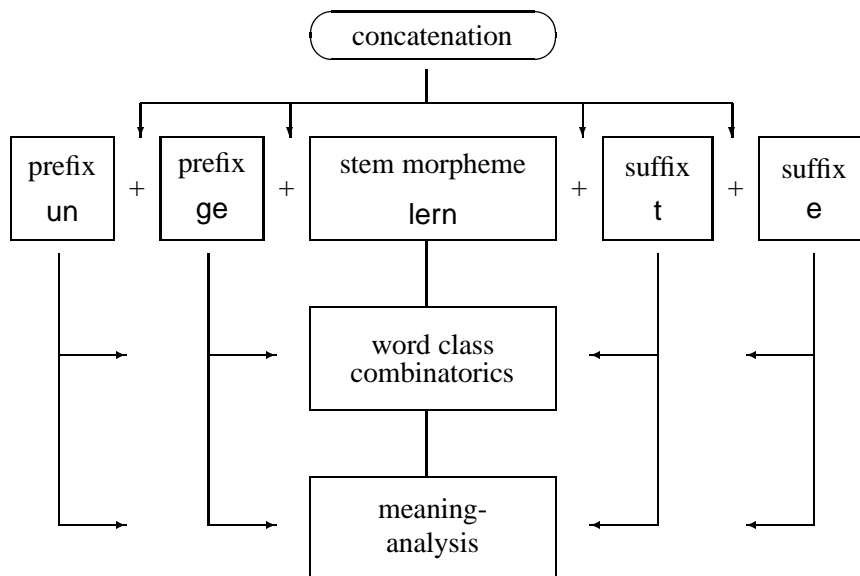 concatenation
prefix
un
+
prefix
ge
+
stem morpheme
lern
+
suffix
t
+
suffix
e
word class
combinatorics
meaning-
analysis